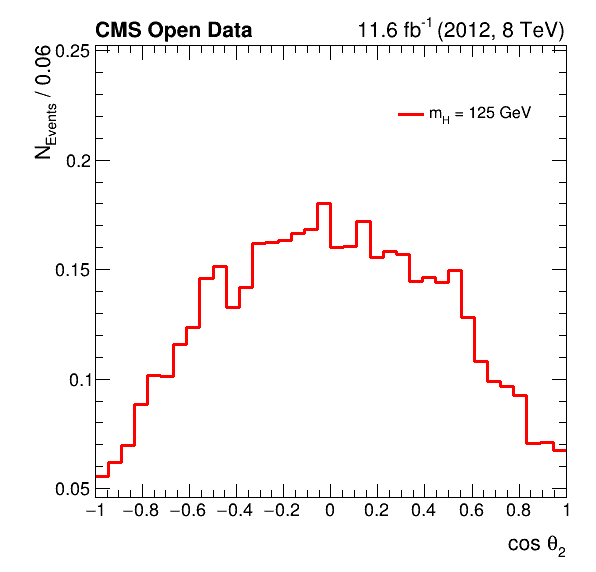 CMS Open Data 11.6 fb⁻¹ (2012, 8 TeV)
N_Events / 0.06
m_H = 125 GeV
0.25
0.2
0.15
0.1
0.05
−1 −0.8 −0.6 −0.4 −0.2 0 0.2 0.4 0.6 0.8 1
cos θ₂